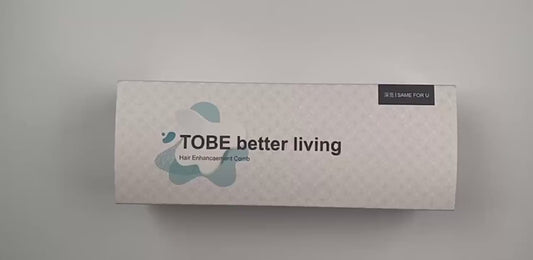 SAME FOR U
TOBE better living
Hair Enhancement Comb